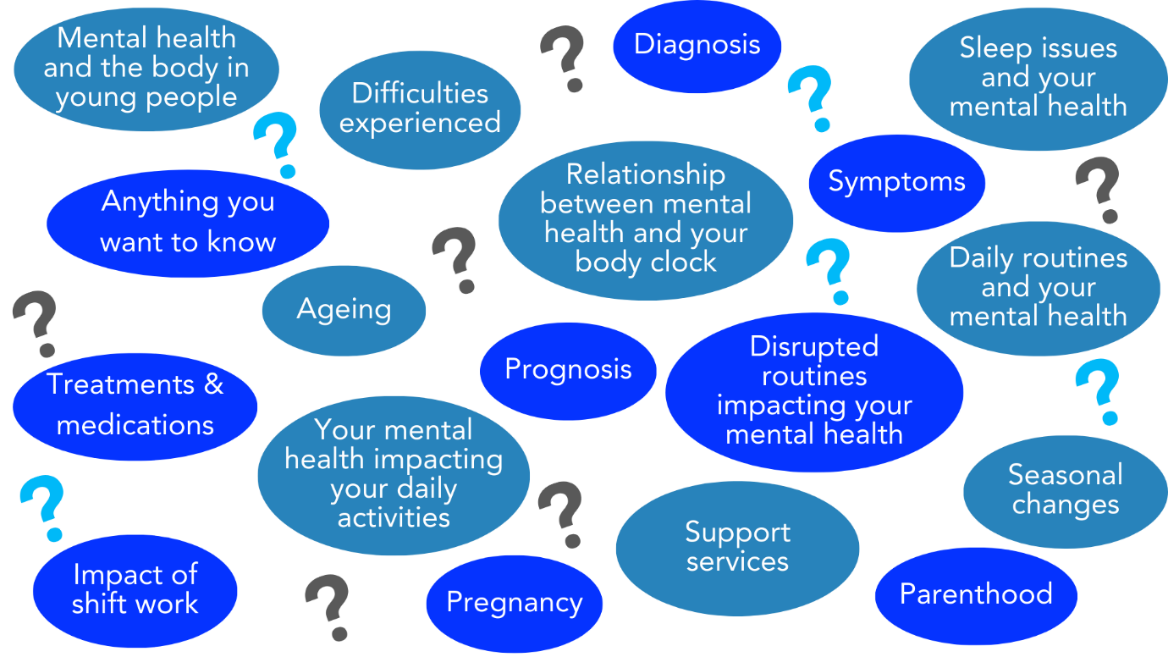 Mental health
and the body in
young people
Difficulties
experienced
?
Diagnosis
?
Sleep issues
and your
mental health
?
Anything you
want to know
Relationship
between mental
health and your
body clock
Symptoms
?
?
Ageing
?
Daily routines
and your
mental health
?
Treatments &
medications
Prognosis
Disrupted
routines
impacting your
mental health
?
Your mental
health impacting
your daily
activities
Seasonal
changes
?
?
Support
services
Impact of
shift work
?
Pregnancy
Parenthood